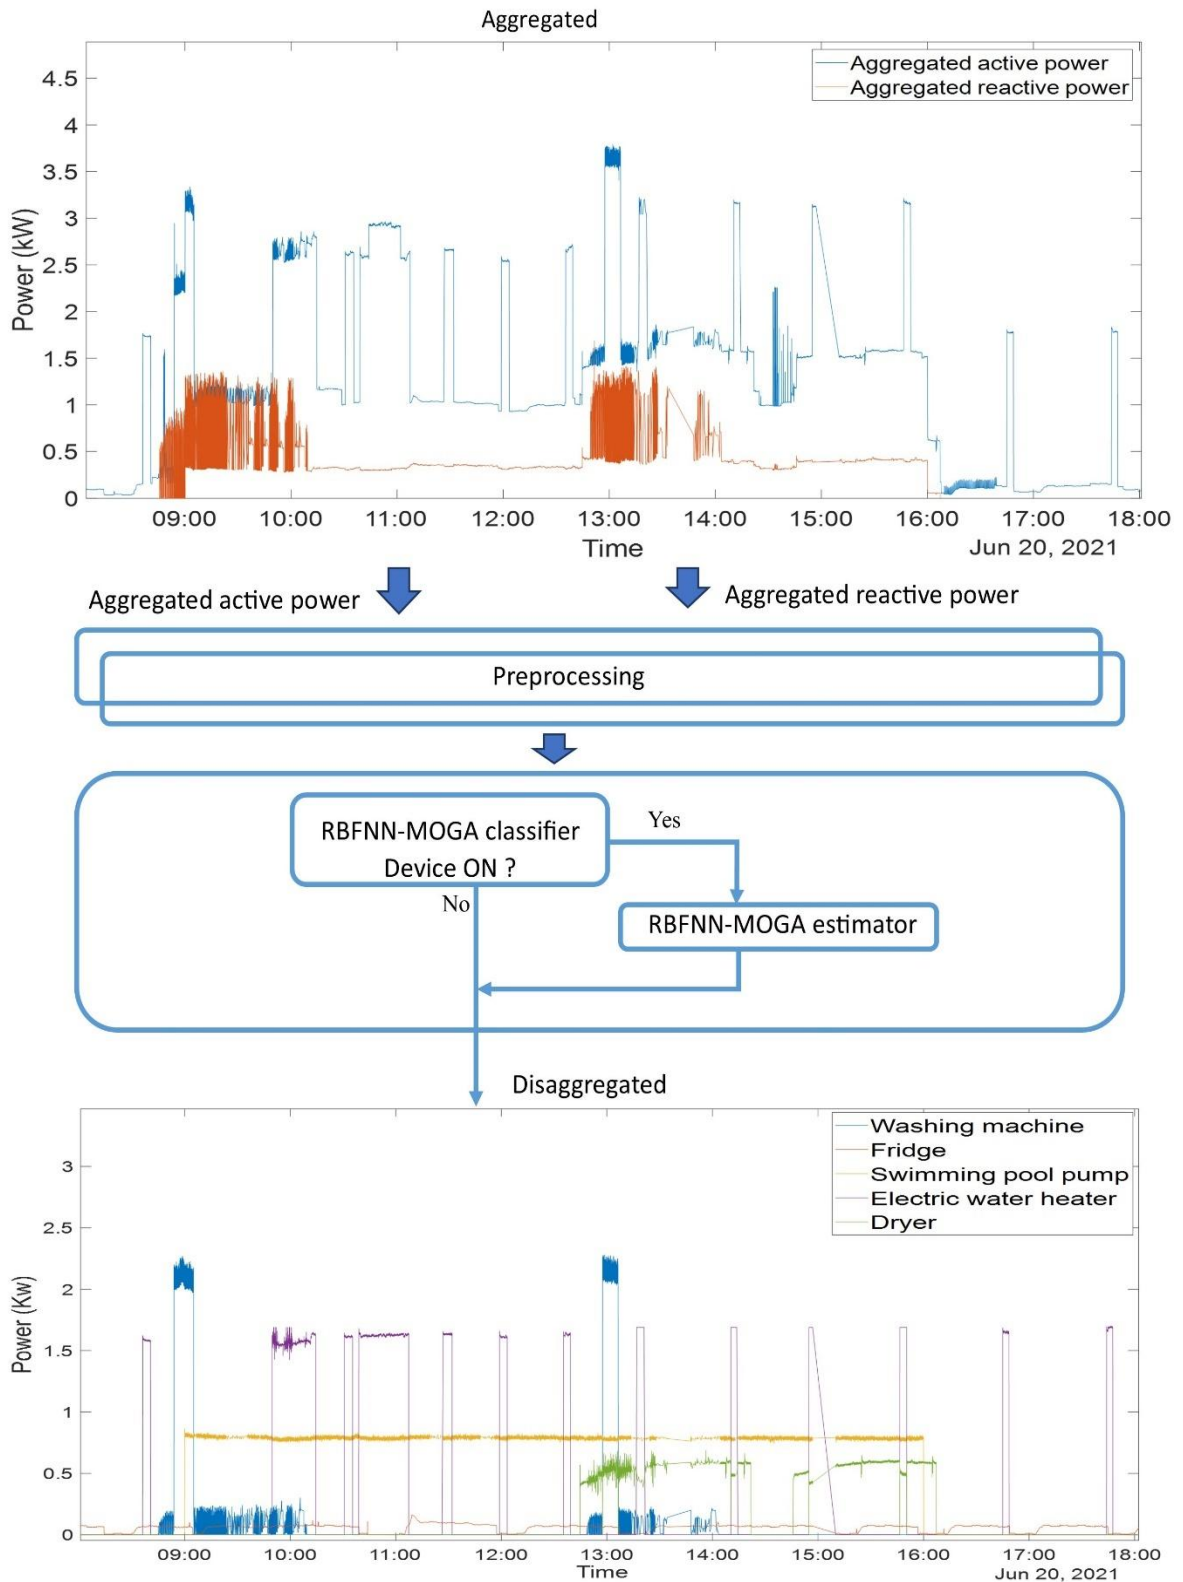 Aggregated
Aggregated active power
Aggregated reactive power
4.5
4
3.5
3
2.5
2
1.5
1
0.5
0
Power (kW)
09:00 10:00 11:00 12:00 13:00 14:00 15:00 16:00 17:00 18:00
Time
Jun 20, 2021
Aggregated active power
Aggregated reactive power
Preprocessing
RBFNN-MOGA classifier
Device ON ?
Yes
No
RBFNN-MOGA estimator
Disaggregated
Washing machine
Fridge
Swimming pool pump
Electric water heater
Dryer
3
2.5
2
1.5
1
0.5
0
Power (Kw)
09:00 10:00 11:00 12:00 13:00 14:00 15:00 16:00 17:00 18:00
Time
Jun 20, 2021